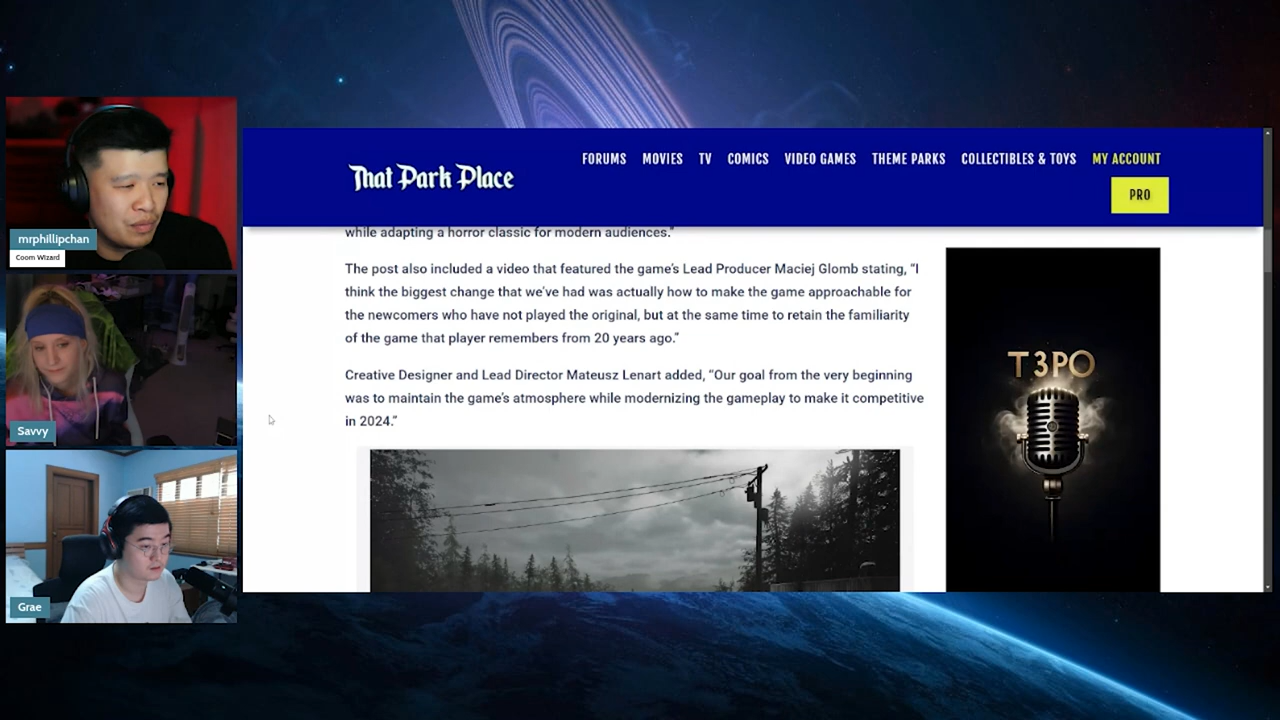 mrphillipchan
Coom Wizard
Savvy
Grae
That Park Place
FORUMS MOVIES TV COMICS VIDEO GAMES THEME PARKS COLLECTIBLES & TOYS MY ACCOUNT
PRO
while adapting a horror classic for modern audiences.”
The post also included a video that featured the game’s Lead Producer Maciej Glomb stating, “I
think the biggest change that we’ve had was actually how to make the game approachable for
the newcomers who have not played the original, but at the same time to retain the familiarity
of the game that player remembers from 20 years ago.”
Creative Designer and Lead Director Mateusz Lenart added, “Our goal from the very beginning
was to maintain the game’s atmosphere while modernizing the gameplay to make it competitive
in 2024.”
T3PO